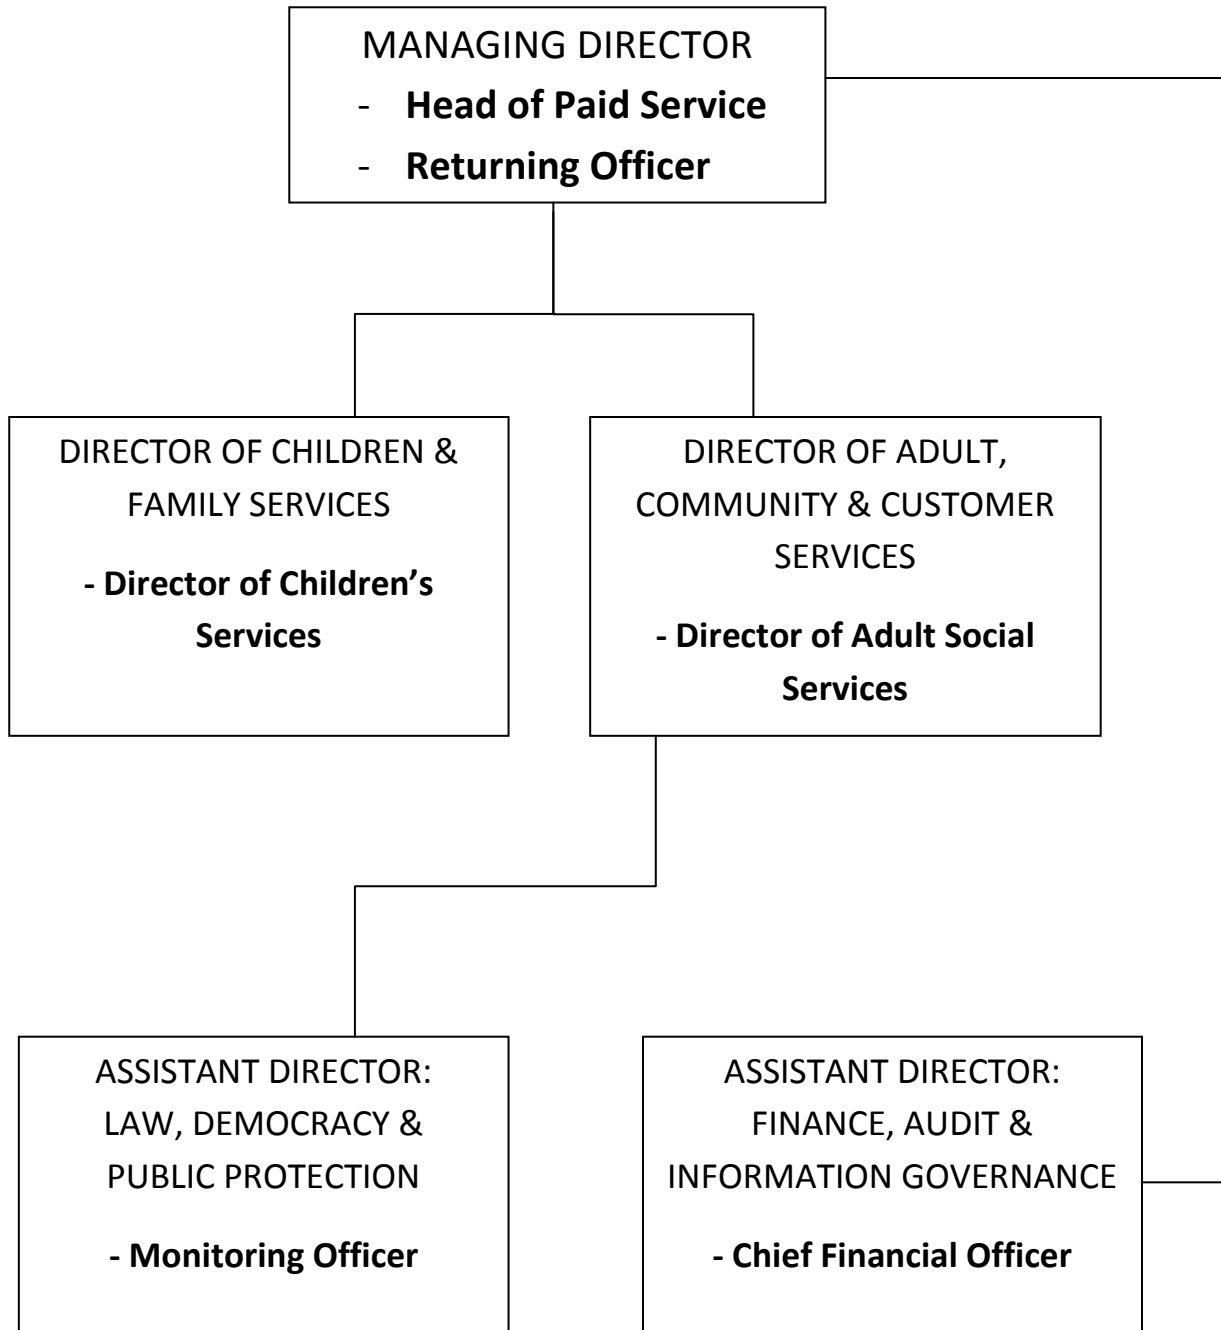 MANAGING DIRECTOR
- Head of Paid Service
- Returning Officer
DIRECTOR OF CHILDREN &
FAMILY SERVICES
- Director of Children’s
Services
DIRECTOR OF ADULT,
COMMUNITY & CUSTOMER
SERVICES
- Director of Adult Social
Services
ASSISTANT DIRECTOR:
LAW, DEMOCRACY &
PUBLIC PROTECTION
- Monitoring Officer
ASSISTANT DIRECTOR:
FINANCE, AUDIT &
INFORMATION GOVERNANCE
- Chief Financial Officer